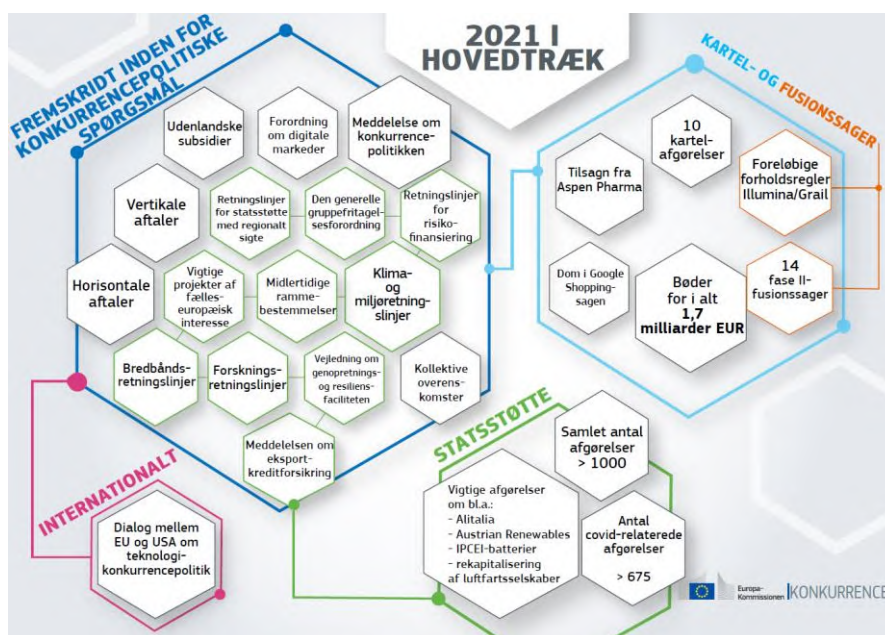 2021 I
HOVEDTRÆK
FREMSKRIDT INDEN FOR
KONKURRENCEPOLITISKE
SPØRGSMÅL
Udenlandske
subsidier
Forordning
om digitale
markeder
Meddelelse om
konkurrence-
politikken
Vertikale
aftaler
Retningslinjer
for statsstøtte
med regionalt
sigte
Den generelle
gruppefritagel-
sesforordning
Retningslinjer
for
risiko-
finansiering
Horisontale
aftaler
Vigtige
projekter af
fælles-
europæisk
interesse
Midlertidige
ramme-
bestemmelser
Klima-
og
miljøretning-
slinjer
Bredbånds-
retningslinjer
Forsknings-
retningslinjer
Vejledning om
genopretnings-
og resiliens-
faciliteten
Kollektive
overens-
komster
Meddelelsen om
eksport-
kreditforsikring
KARTEL- OG FUSIONSSAGER
Tilsagn fra
Aspen Pharma
10
kartel-
afgørelser
Foreløbige
forholdsregler
Illumina/Grail
Dom i Google
Shopping-
sagen
Bøder
for i alt
1,7
milliarder EUR
14
fase II-
fusionssager
INTERNATIONALT
Dialog mellem
EU og USA om
teknologi-
konkurrencepolitik
STATSSTØTTE
Samlet antal
afgørelser
> 1000
Vigtige afgørelser
om bl.a.:
- Alitalia
- Austrian Renewables
- IPCEI-batterier
- rekapitalisering
af luftfartsselskaber
Antal
covid-relaterede
afgørelser
> 675
Europa-
Kommissionen
KONKURRENCE